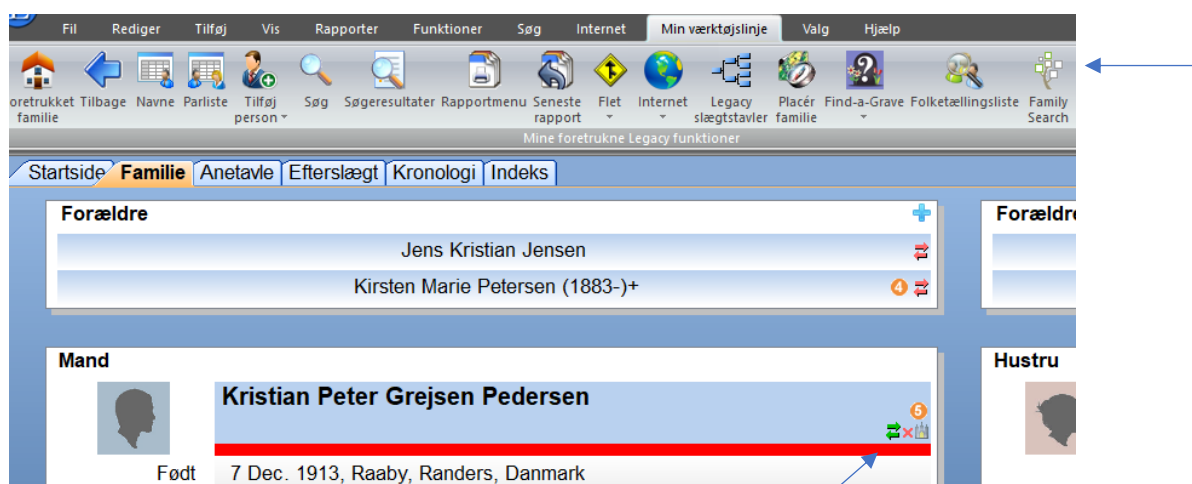 Fil Rediger Tilføj Vis Rapporter Funktioner Søg Internet Min værktøjslinje Valg Hjælp
oretrukket familie Tilbage Navne Parliste Tilføj person Søg Søgeresultater Rapportmenu Seneste rapport Flet Internet Legacy slægtstavler Placér familie Find-a-Grave Folketællingsliste Family Search
Mine foretrukne Legacy funktioner
Startside Familie Anetavle Efterslægt Kronologi Indeks
Forældre
Jens Kristian Jensen
Kirsten Marie Petersen (1883-)+ 4
Forældre
Mand
Kristian Peter Grejsen Pedersen
5
Født 7 Dec. 1913, Raaby, Randers, Danmark
Hustru